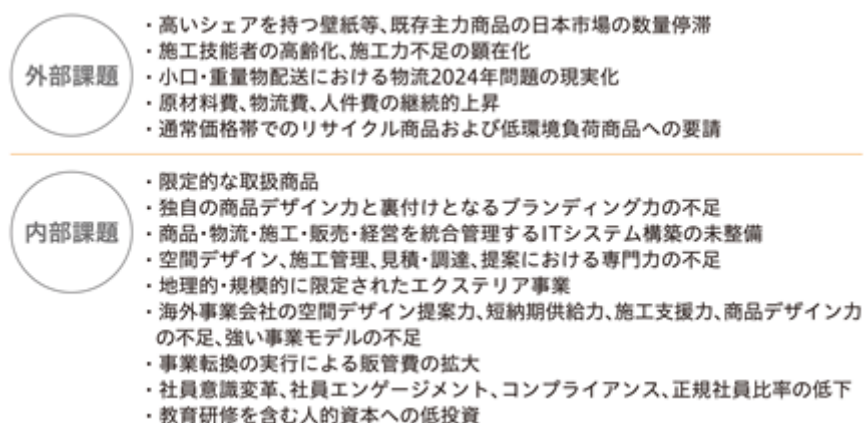 外部課題
・高いシェアを持つ壁紙等、既存主力商品の日本市場の数量停滞
・施工技能者の高齢化、施工力不足の顕在化
・小口・重量物配送における物流2024年問題の現実化
・原材料費、物流費、人件費の継続的上昇
・通常価格帯でのリサイクル商品および低環境負荷商品への要請
内部課題
・限定的な取扱商品
・独自の商品デザイン力と裏付けとなるブランディング力の不足
・商品・物流・施工・販売・経営を統合管理するITシステム構築の未整備
・空間デザイン、施工管理、見積・調達、提案における専門力の不足
・地理的・規模的に限定されたエクステリア事業
・海外事業会社の空間デザイン提案力、短納期供給力、施工支援力、商品デザイン力
の不足、強い事業モデルの不足
・事業転換の実行による販管費の拡大
・社員意識変革、社員エンゲージメント、コンプライアンス、正規社員比率の低下
・教育研修を含む人的資本への低投資